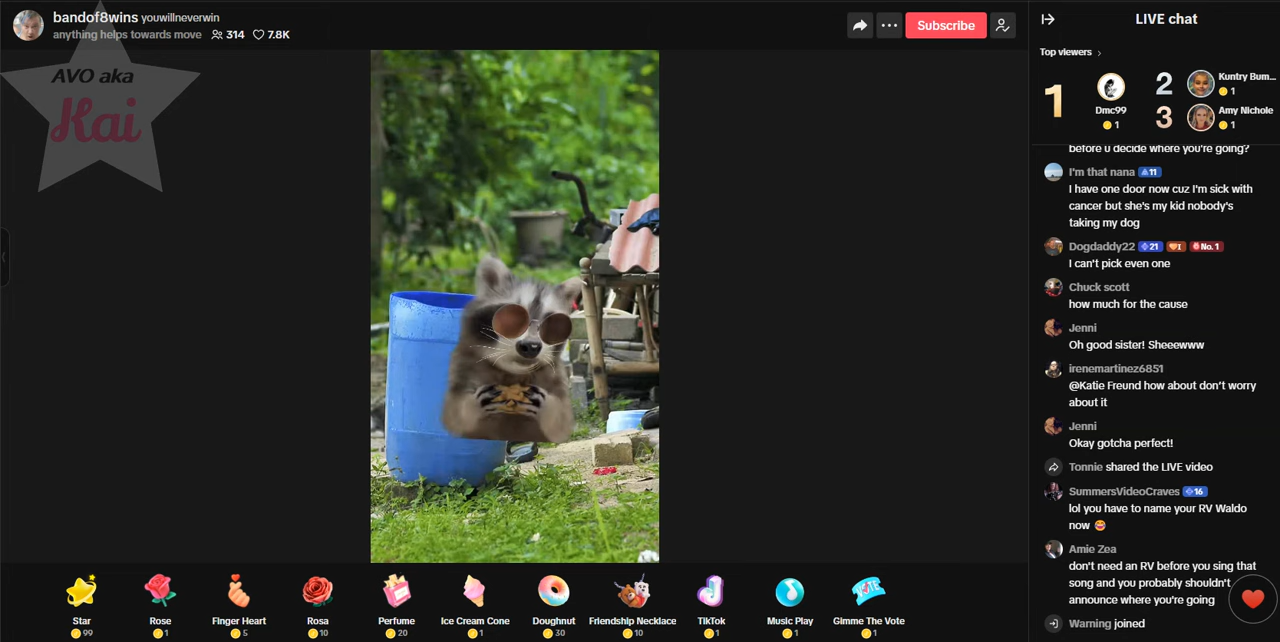 bandof8wins youwillneverwin
anything helps towards move 314 7.8K
Subscribe
AVO aka
Kai
LIVE chat
Top viewers >
1
Dmc99
1
2
Kuntry Bum...
1
3
Amy Nichole
1
before u decide where you're going?
I'm that nana 11
I have one door now cuz I'm sick with
cancer but she's my kid nobody's
taking my dog
Dogdaddy22 21 I No. 1
I can't pick even one
Chuck scott
how much for the cause
Jenni
Oh good sister! Sheeewww
irenemartinez6851
@Katie Freund how about don't worry
about it
Jenni
Okay gotcha perfect!
Tonnie shared the LIVE video
SummersVideoCraves 16
lol you have to name your RV Waldo
now
Amie Zea
don't need an RV before you sing that
song and you probably shouldn't
announce where you're going
Warning joined
Star
99
Rose
1
Finger Heart
5
Rosa
10
Perfume
20
Ice Cream Cone
1
Doughnut
30
Friendship Necklace
10
TikTok
1
Music Play
1
Gimme The Vote
1